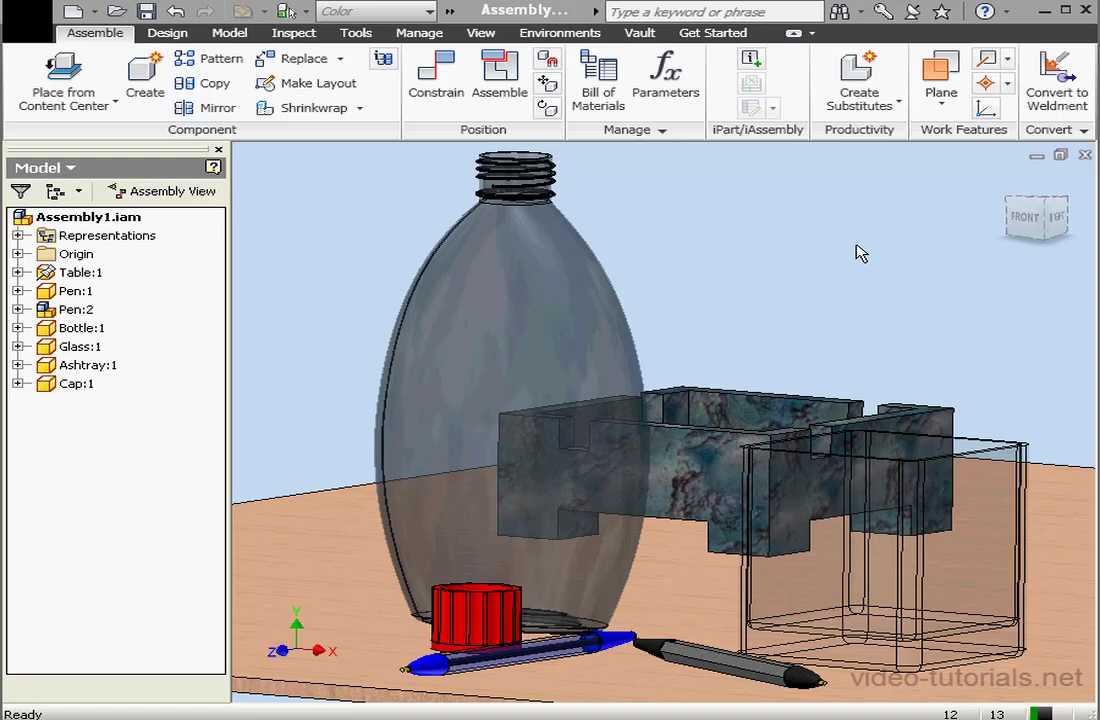 Color
Assembly...
Type a keyword or phrase
Assemble Design Model Inspect Tools Manage View Environments Vault Get Started
Place from Content Center
Create
Pattern
Copy
Mirror
Replace
Make Layout
Shrinkwrap
Constrain
Assemble
Bill of Materials
fx
Parameters
Create Substitutes
Plane
Convert to Weldment
Component Position Manage iPart/iAssembly Productivity Work Features Convert
Model
Assembly View
Assembly1.iam
Representations
Origin
Table:1
Pen:1
Pen:2
Bottle:1
Glass:1
Ashtray:1
Cap:1
FRONT RIGHT
Y
Z X
video-tutorials.net
Ready 12 13